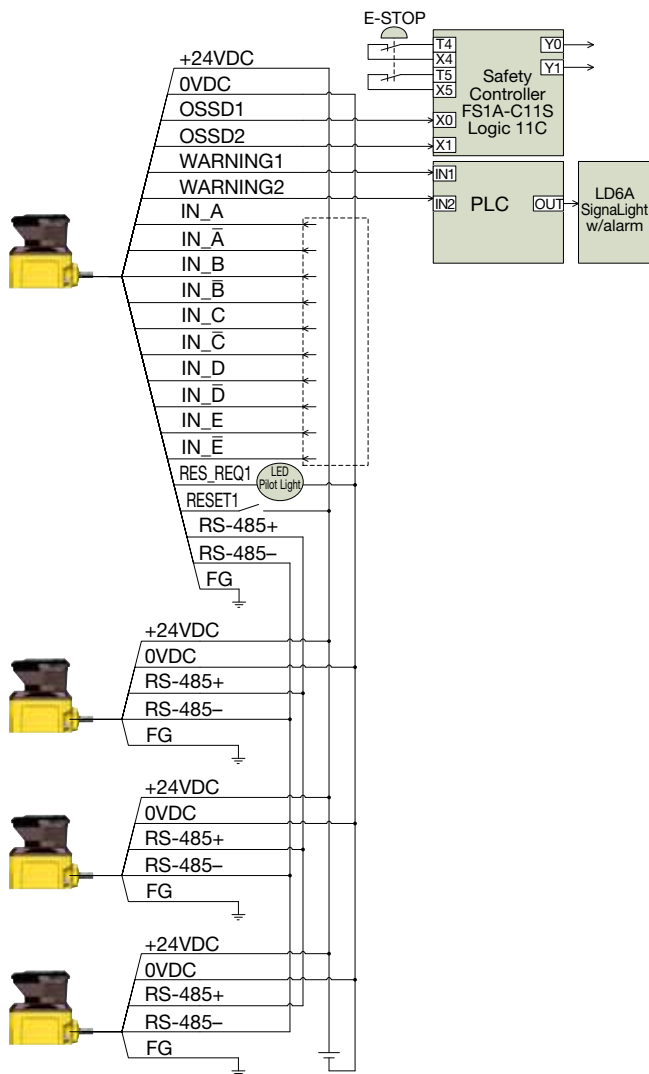 E-STOP
T4
X4
T5
X5
X0
X1
Y0
Y1
Safety
Controller
FS1A-C11S
Logic 11C
IN1
IN2
PLC
OUT
LD6A
SignaLight
w/alarm
+24VDC
0VDC
OSSD1
OSSD2
WARNING1
WARNING2
IN_A
IN_A̅
IN_B
IN_B̅
IN_C
IN_C̅
IN_D
IN_D̅
IN_E
IN_E̅
RES_REQ1
LED
Pilot Light
RESET1
RS-485+
RS-485–
FG
+24VDC
0VDC
RS-485+
RS-485–
FG
+24VDC
0VDC
RS-485+
RS-485–
FG
+24VDC
0VDC
RS-485+
RS-485–
FG